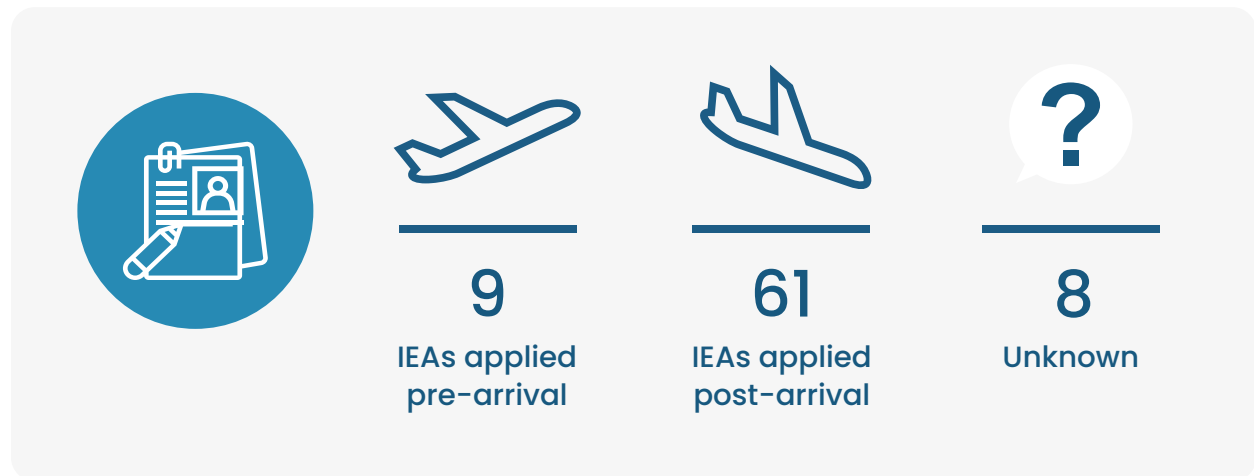 ?
9
IEAs applied
pre-arrival
61
IEAs applied
post-arrival
8
Unknown